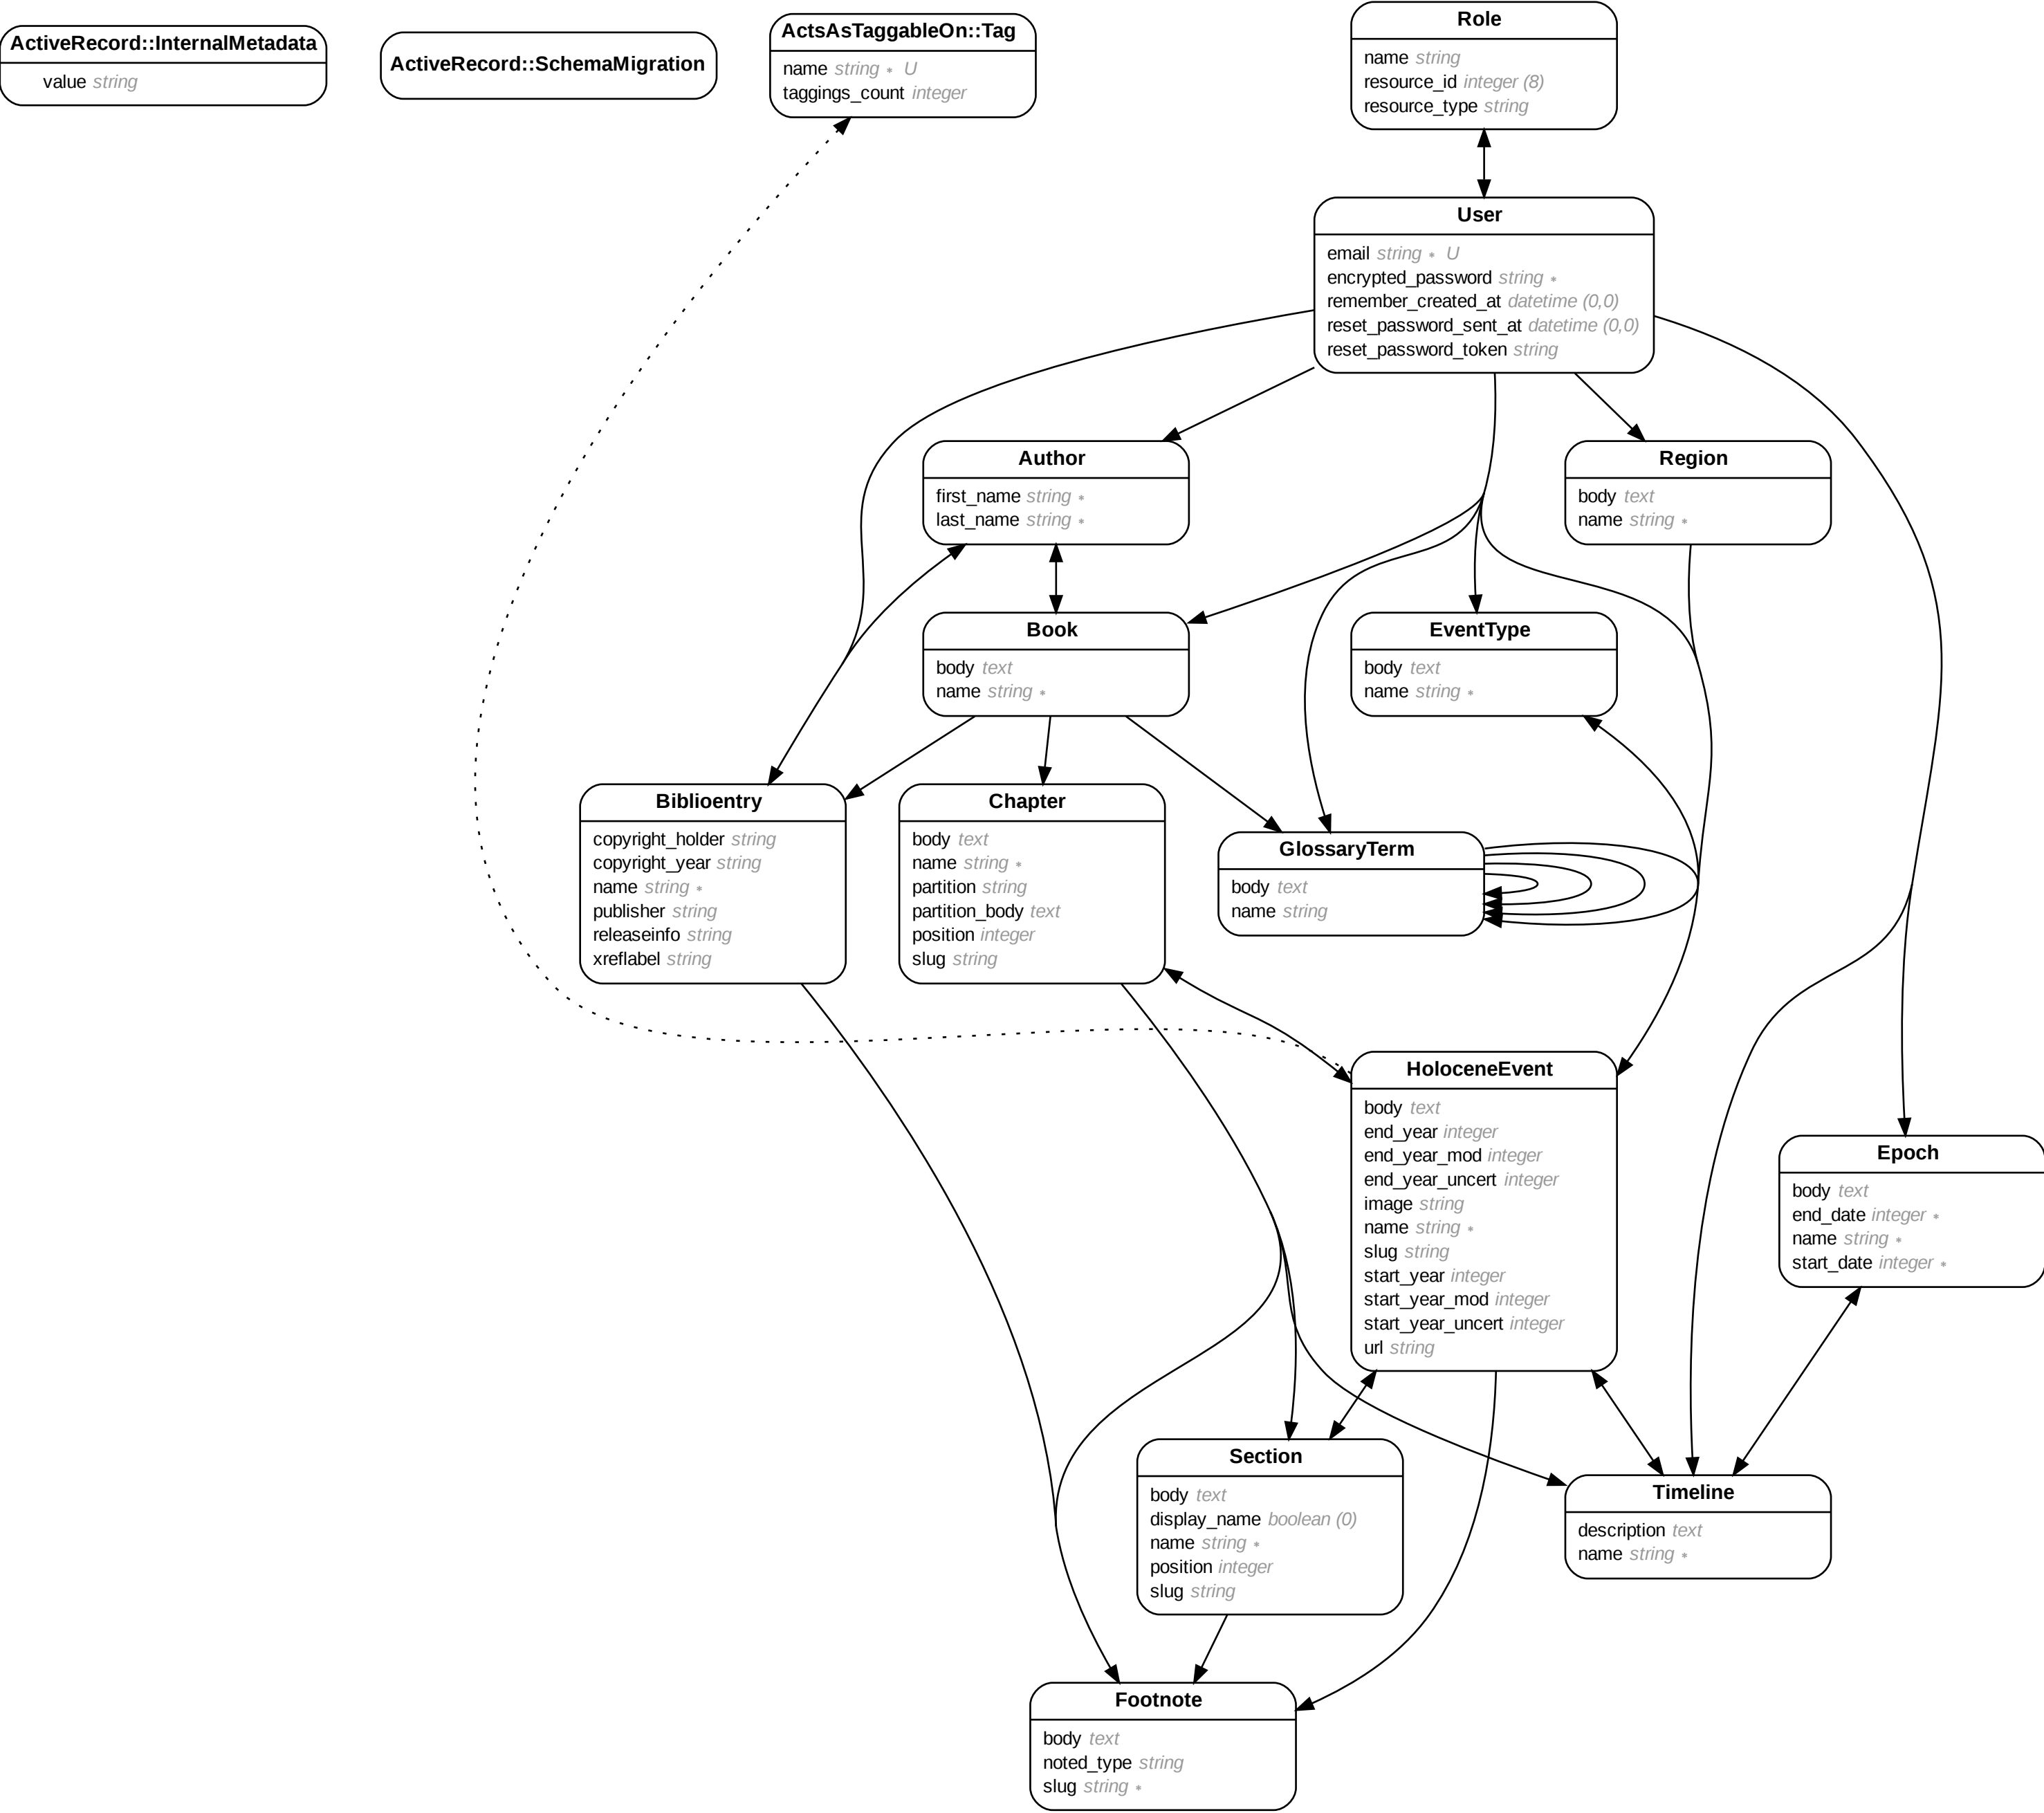 ActiveRecord::InternalMetadata
value string
ActiveRecord::SchemaMigration
ActsAsTaggableOn::Tag
name string ∗ U
taggings_count integer
Role
name string
resource_id integer (8)
resource_type string
User
email string ∗ U
encrypted_password string ∗
remember_created_at datetime (0,0)
reset_password_sent_at datetime (0,0)
reset_password_token string
Author
first_name string ∗
last_name string ∗
Region
body text
name string ∗
Book
body text
name string ∗
EventType
body text
name string ∗
Biblioentry
copyright_holder string
copyright_year string
name string ∗
publisher string
releaseinfo string
xreflabel string
Chapter
body text
name string ∗
partition string
partition_body text
position integer
slug string
GlossaryTerm
body text
name string
HoloceneEvent
body text
end_year integer
end_year_mod integer
end_year_uncert integer
image string
name string ∗
slug string
start_year integer
start_year_mod integer
start_year_uncert integer
url string
Epoch
body text
end_date integer ∗
name string ∗
start_date integer ∗
Section
body text
display_name boolean (0)
name string ∗
position integer
slug string
Timeline
description text
name string ∗
Footnote
body text
noted_type string
slug string ∗